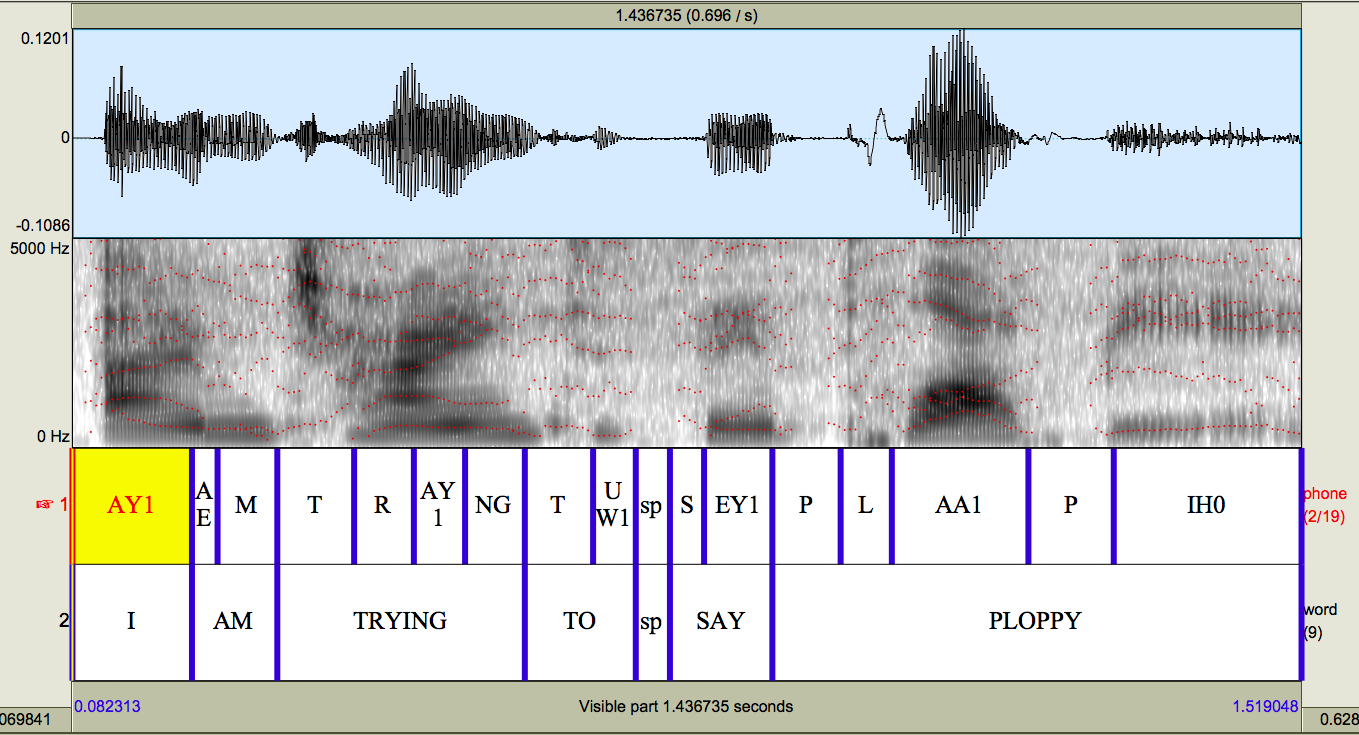 1.436735 (0.696 / s)
0.1201
0
-0.1086
5000 Hz
0 Hz
☞ 1 AY1 AE M T R AY1 NG T UW1 sp S EY1 P L AA1 P IH0 phone (2/19)
2 I AM TRYING TO sp SAY PLOPPY word (9)
0.082313 Visible part 1.436735 seconds 1.519048
069841 0.628